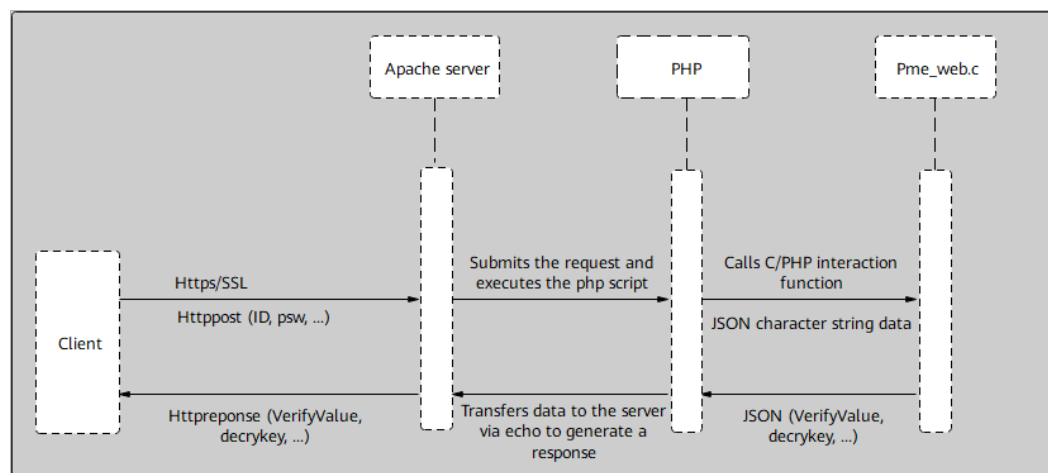 Apache server
PHP
Pme_web.c
Https/SSL
Httppost (ID, psw, ...)
Submits the request and
executes the php script
Calls C/PHP interaction
function
JSON character string data
Client
Httpreponse (VerifyValue,
decrykey, ...)
Transfers data to the server
via echo to generate a
response
JSON (VerifyValue,
decrykey, ...)